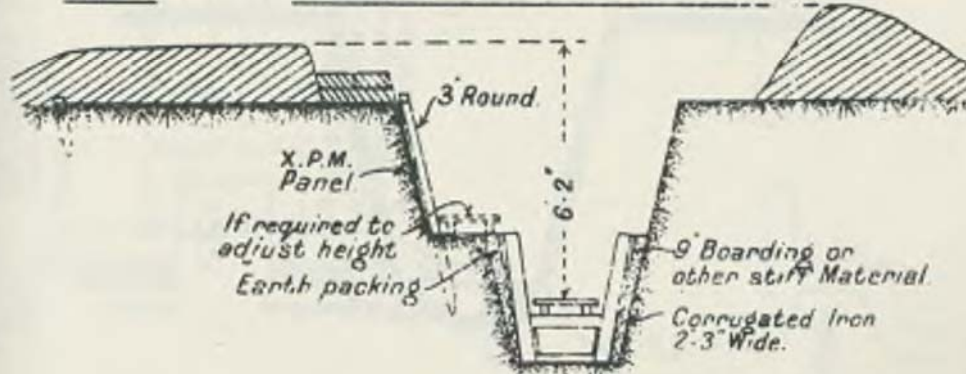 3" Round.
X.P.M.
Panel
6'-2"
If required to
adjust height
Earth packing
9" Boarding or
other stiff Material.
Corrugated Iron
2'-3" Wide.